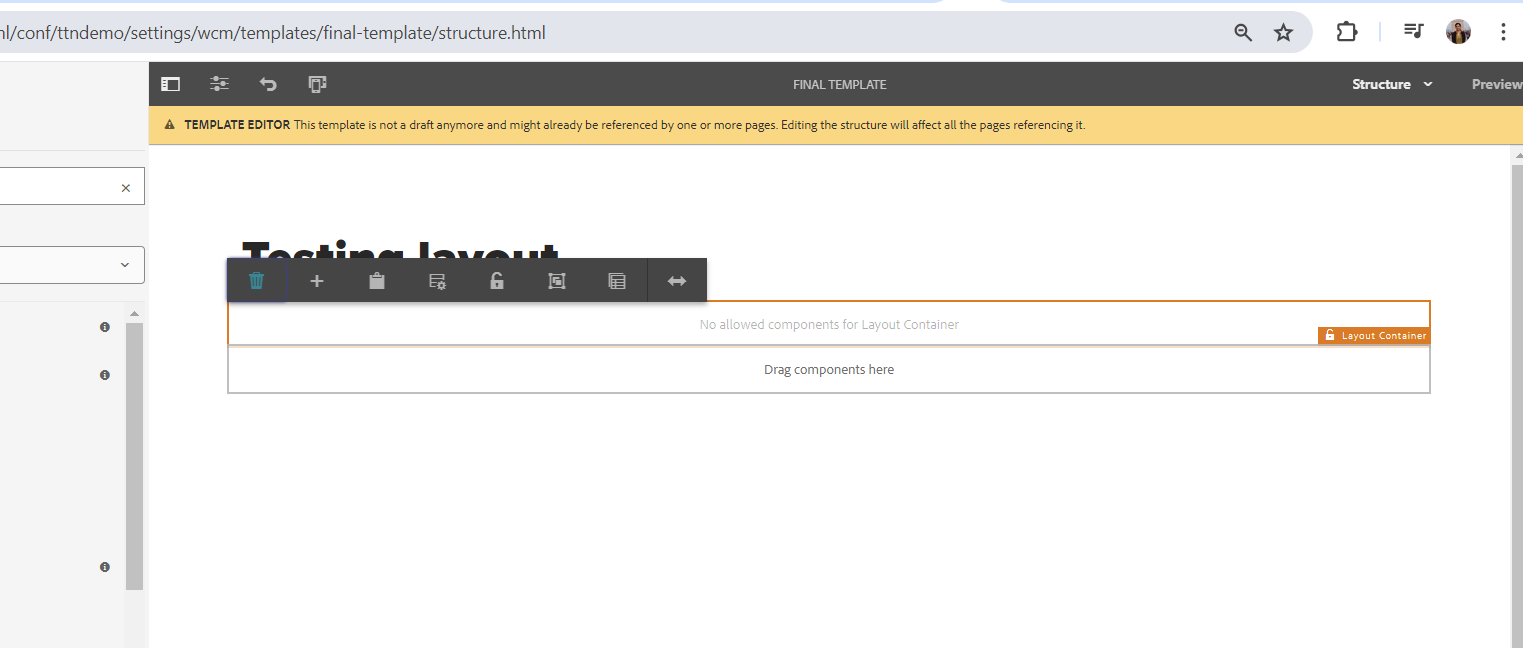 nl/conf/ttndemo/settings/wcm/templates/final-template/structure.html
FINAL TEMPLATE
Structure
Preview
TEMPLATE EDITOR This template is not a draft anymore and might already be referenced by one or more pages. Editing the structure will affect all the pages referencing it.
Testing layout
No allowed components for Layout Container
Layout Container
Drag components here